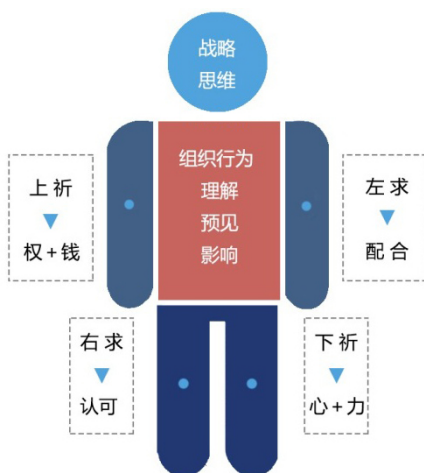 战略
思维
组织行为
理解
预见
影响
上祈
权+钱
左求
配合
右求
认可
下祈
心+力